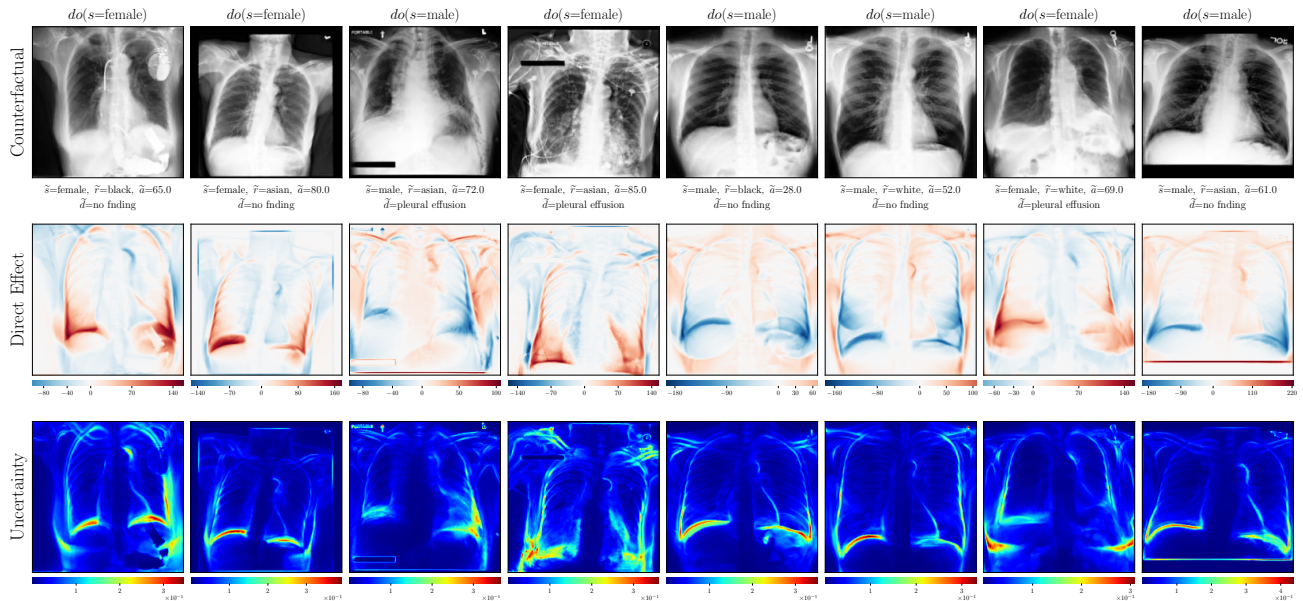 do(s=female) do(s=female) do(s=male) do(s=female) do(s=male) do(s=male) do(s=female) do(s=male)
Counterfactual
PORTABLE
s̃=female, r̃=black, ã=65.0 s̃=female, r̃=asian, ã=80.0 s̃=male, r̃=asian, ã=72.0 s̃=female, r̃=asian, ã=85.0 s̃=male, r̃=black, ã=28.0 s̃=male, r̃=white, ã=52.0 s̃=female, r̃=white, ã=69.0 s̃=male, r̃=asian, ã=61.0
d̃=no fnding d̃=no fnding d̃=pleural effusion d̃=pleural effusion d̃=no fnding d̃=no fnding d̃=pleural effusion d̃=no fnding
Direct Effect
−80 −40 0 70 140 −140 −70 0 80 160 −80 −40 0 50 100 −140 −70 0 70 140 −180 −90 0 30 60 −160 −80 0 50 100 −60 −30 0 70 140 −180 −90 0 110 220
Uncertainty
1 2 3 1 2 3 1 2 3 1 2 3 1 2 3 1 2 3 1 2 3 1 2 3 4
×10⁻¹ ×10⁻¹ ×10⁻¹ ×10⁻¹ ×10⁻¹ ×10⁻¹ ×10⁻¹ ×10⁻¹